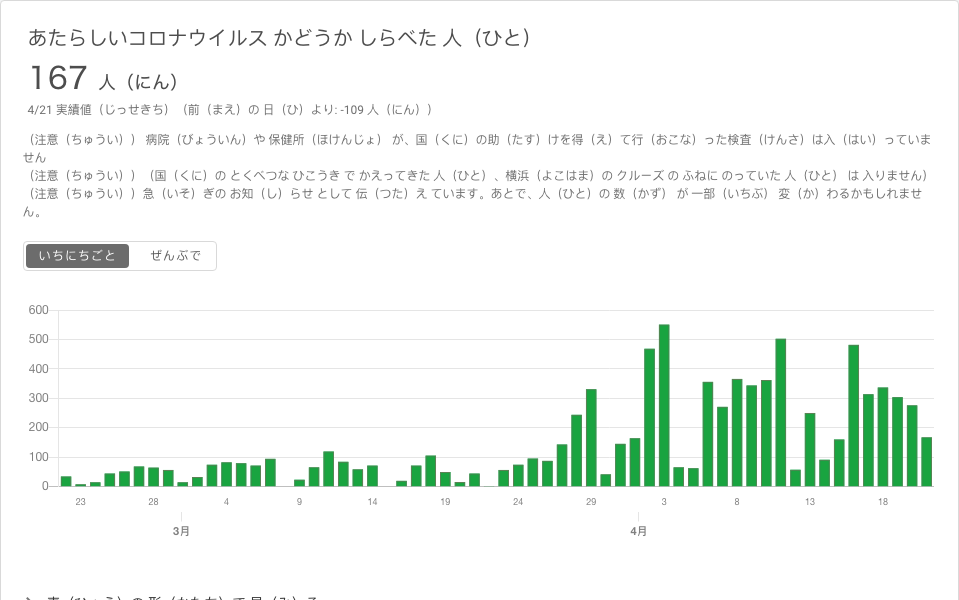 あたらしいコロナウイルス かどうか しらべた 人（ひと）
167 人（にん）
4/21 実績値（じっせきち）（前（まえ）の 日（ひ）より: -109 人（にん））
（注意（ちゅうい）） 病院（びょういん）や 保健所（ほけんじょ） が、国（くに）の助（たす）けを得（え）て行（おこな）った検査（けんさ）は入（はい）っていま
せん
（注意（ちゅうい））（国（くに）の とくべつな ひこうき で かえってきた 人（ひと）、横浜（よこはま）の クルーズ の ふねに のっていた 人（ひと） は 入りません）
（注意（ちゅうい））急（いそ）ぎの お知（し）らせ として 伝（つた）え ています。あとで、人（ひと）の 数（かず） が 一部（いちぶ） 変（か）わるかもしれませ
ん。
いちにちごと ぜんぶで
600
500
400
300
200
100
0
23 28 4 9 14 19 24 29 3 8 13 18
3月 4月